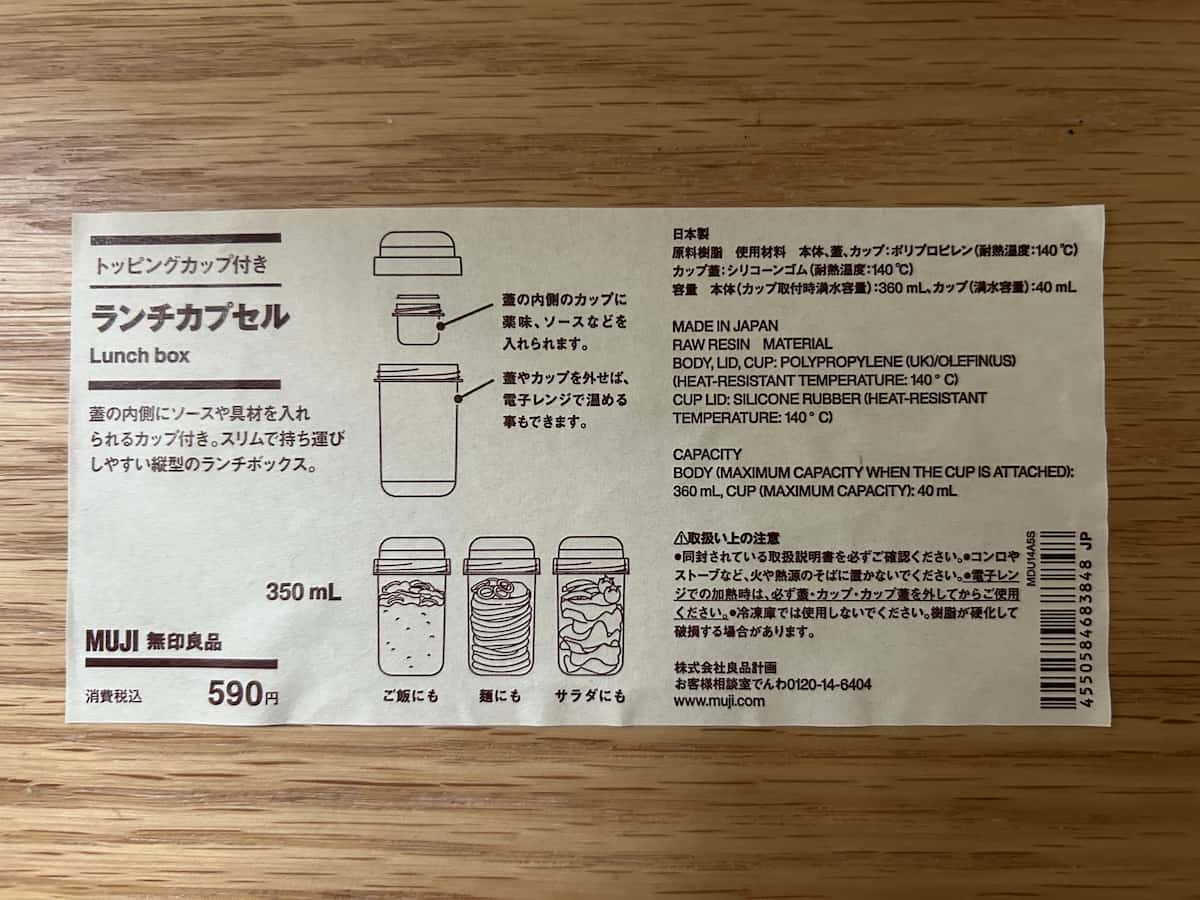 トッピングカップ付き
ランチカプセル
Lunch box
蓋の内側にソースや具材を入れ
られるカップ付き。スリムで持ち運び
しやすい縦型のランチボックス。
350 mL
MUJI 無印良品
消費税込 590円
蓋の内側のカップに
薬味、ソースなどを
入れられます。
蓋やカップを外せば、
電子レンジで温める
事もできます。
ご飯にも 麺にも サラダにも
日本製
原料樹脂 使用材料 本体、蓋、カップ:ポリプロピレン(耐熱温度:140℃)
カップ蓋:シリコーンゴム(耐熱温度:140℃)
容量 本体(カップ取付時満水容量):360 mL、カップ(満水容量):40 mL
MADE IN JAPAN
RAW RESIN MATERIAL
BODY, LID, CUP: POLYPROPYLENE (UK)/OLEFIN(US)
(HEAT-RESISTANT TEMPERATURE: 140°C)
CUP LID: SILICONE RUBBER (HEAT-RESISTANT
TEMPERATURE: 140°C)
CAPACITY
BODY (MAXIMUM CAPACITY WHEN THE CUP IS ATTACHED):
360 mL, CUP (MAXIMUM CAPACITY): 40 mL
⚠取扱い上の注意
●同封されている取扱説明書を必ずご確認ください。●コンロや
ストーブなど、火や熱源のそばに置かないでください。●電子レン
ジでの加熱時は、必ず蓋・カップ・カップ蓋を外してからご使用
ください。●冷凍庫では使用しないでください。樹脂が硬化して
破損する場合があります。
株式会社良品計画
お客様相談室でんわ0120-14-6404
www.muji.com
MDU14A5S
4550584683848 JP